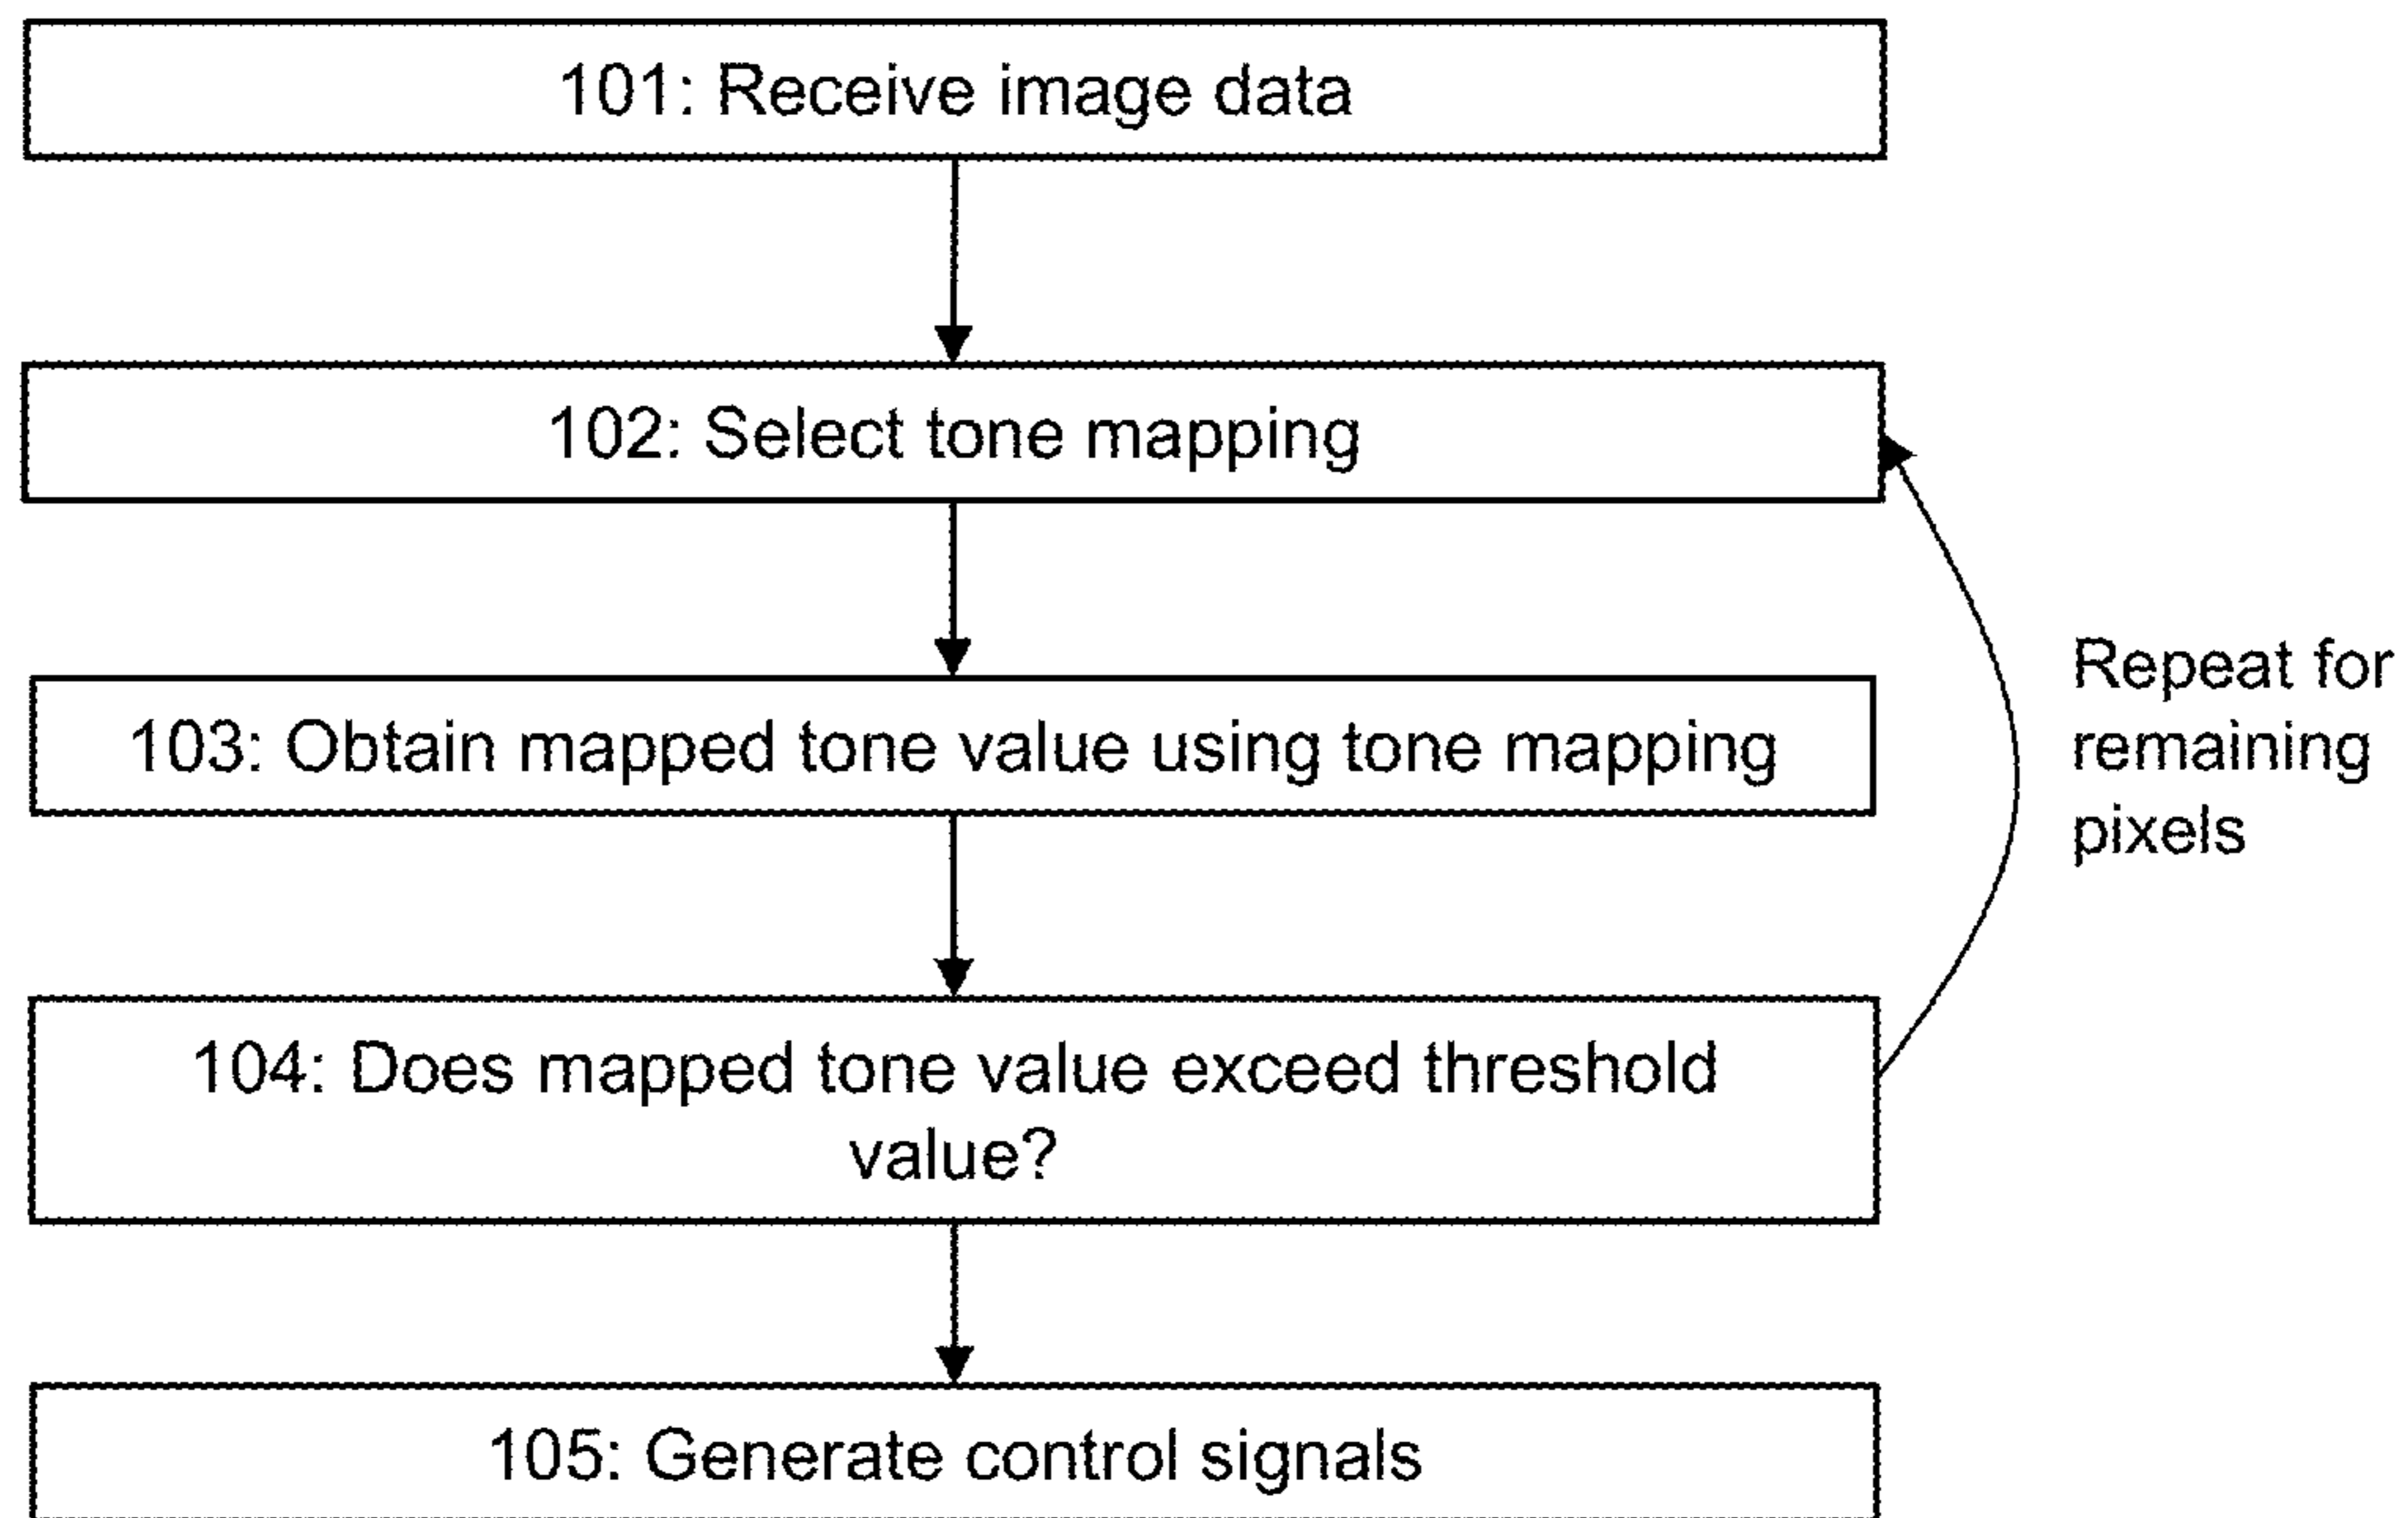 101: Receive image data
102: Select tone mapping
103: Obtain mapped tone value using tone mapping
Repeat for
remaining
pixels
104: Does mapped tone value exceed threshold
value?
105: Generate control signals